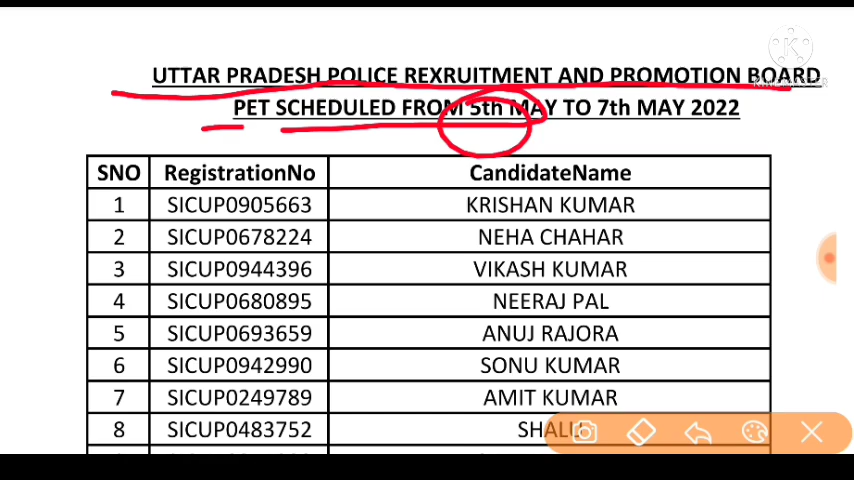 UTTAR PRADESH POLICE REXRUITMENT AND PROMOTION BOARD
PET SCHEDULED FROM 5th MAY TO 7th MAY 2022
SNO RegistrationNo CandidateName
1 SICUP0905663 KRISHAN KUMAR
2 SICUP0678224 NEHA CHAHAR
3 SICUP0944396 VIKASH KUMAR
4 SICUP0680895 NEERAJ PAL
5 SICUP0693659 ANUJ RAJORA
6 SICUP0942990 SONU KUMAR
7 SICUP0249789 AMIT KUMAR
8 SICUP0483752 SHALU